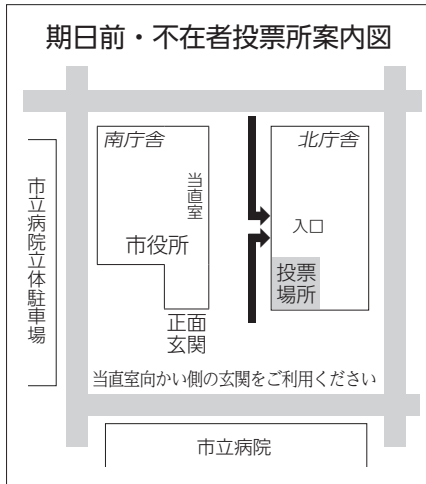 期日前・不在者投票所案内図
南庁舎
北庁舎
当直室
市立病院立体駐車場
入口
市役所
投票
場所
正面
玄関
当直室向かい側の玄関をご利用ください
市立病院